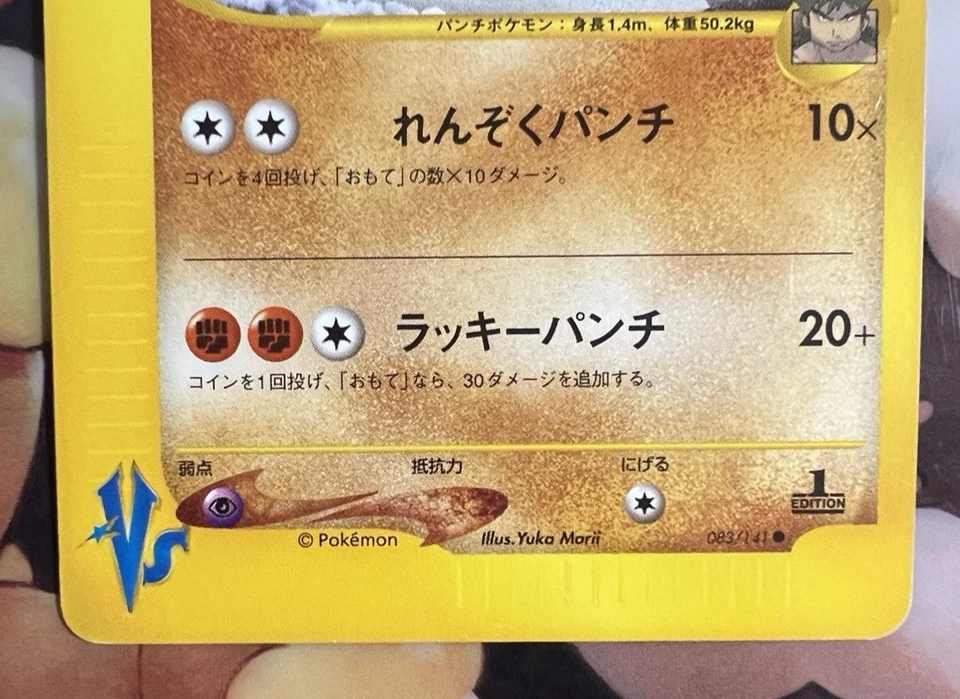 パンチポケモン：身長1.4m、体重50.2kg
れんぞくパンチ 10×
コインを4回投げ、「おもて」の数×10ダメージ。
ラッキーパンチ 20+
コインを1回投げ、「おもて」なら、30ダメージを追加する。
弱点 抵抗力 にげる
1
EDITION
VS
©Pokémon Illus.Yuka Morii 083/141●